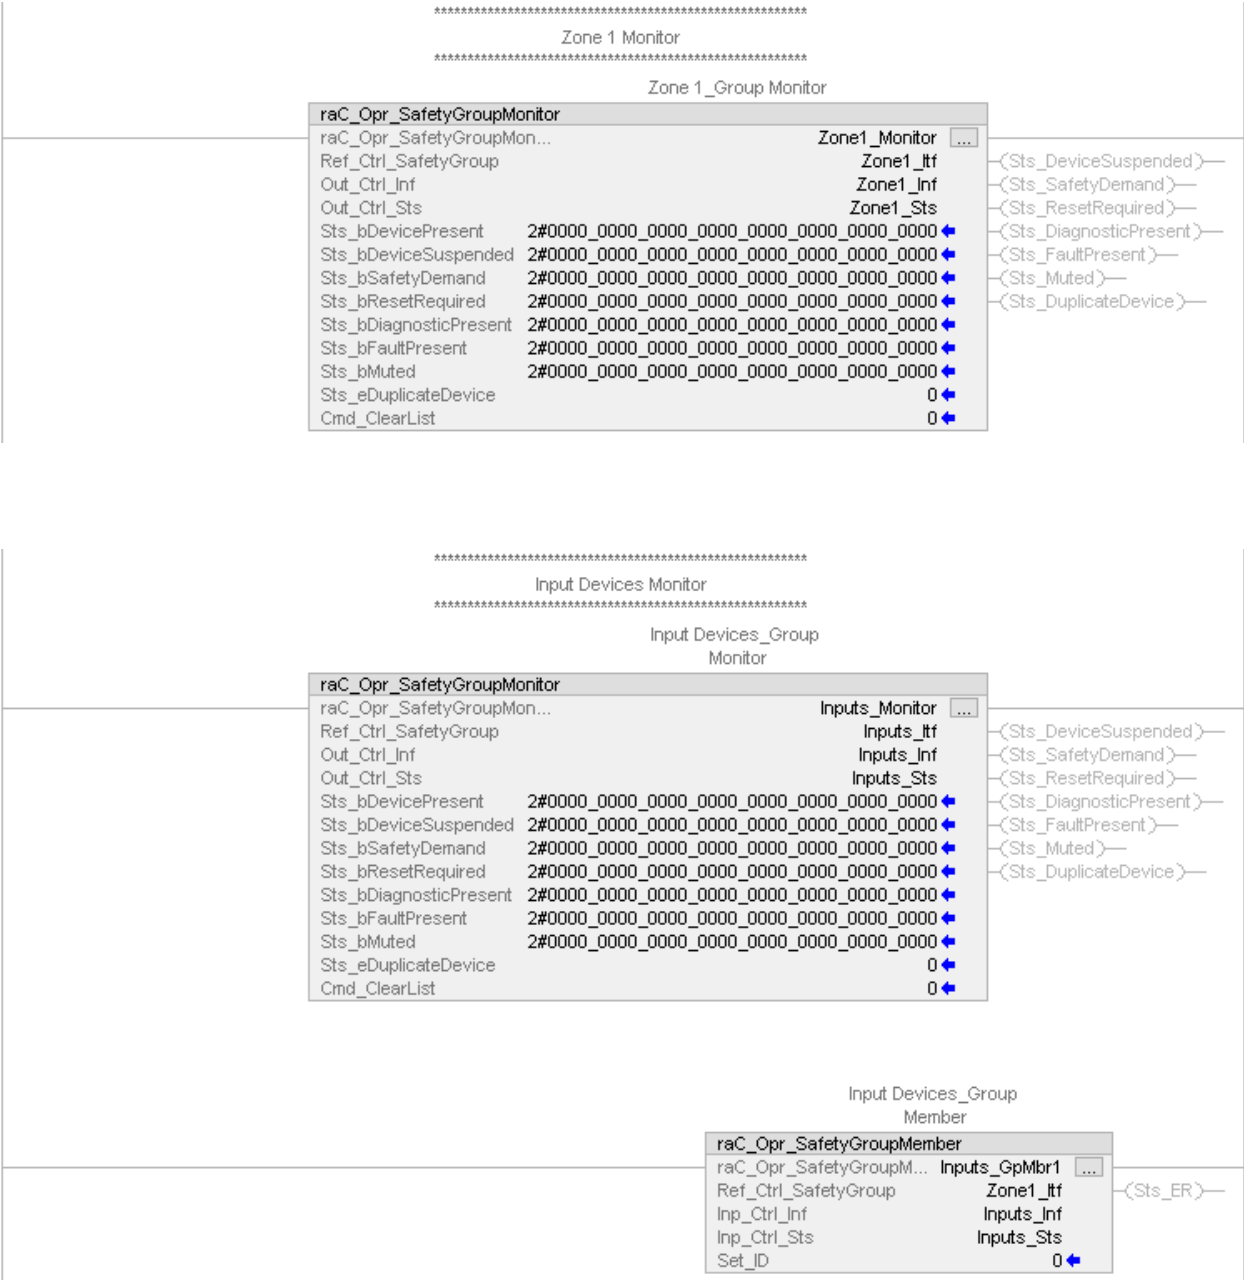 ********************************************************
Zone 1 Monitor
********************************************************
Zone 1_Group Monitor
raC_Opr_SafetyGroupMonitor
raC_Opr_SafetyGroupMon... Zone1_Monitor ...
Ref_Ctrl_SafetyGroup Zone1_Itf (Sts_DeviceSuspended)
Out_Ctrl_Inf Zone1_Inf (Sts_SafetyDemand)
Out_Ctrl_Sts Zone1_Sts (Sts_ResetRequired)
Sts_bDevicePresent 2#0000_0000_0000_0000_0000_0000_0000_0000 (Sts_DiagnosticPresent)
Sts_bDeviceSuspended 2#0000_0000_0000_0000_0000_0000_0000_0000 (Sts_FaultPresent)
Sts_bSafetyDemand 2#0000_0000_0000_0000_0000_0000_0000_0000 (Sts_Muted)
Sts_bResetRequired 2#0000_0000_0000_0000_0000_0000_0000_0000 (Sts_DuplicateDevice)
Sts_bDiagnosticPresent 2#0000_0000_0000_0000_0000_0000_0000_0000
Sts_bFaultPresent 2#0000_0000_0000_0000_0000_0000_0000_0000
Sts_bMuted 2#0000_0000_0000_0000_0000_0000_0000_0000
Sts_eDuplicateDevice 0
Cmd_ClearList 0
********************************************************
Input Devices Monitor
********************************************************
Input Devices_Group
Monitor
raC_Opr_SafetyGroupMonitor
raC_Opr_SafetyGroupMon... Inputs_Monitor ...
Ref_Ctrl_SafetyGroup Inputs_Itf (Sts_DeviceSuspended)
Out_Ctrl_Inf Inputs_Inf (Sts_SafetyDemand)
Out_Ctrl_Sts Inputs_Sts (Sts_ResetRequired)
Sts_bDevicePresent 2#0000_0000_0000_0000_0000_0000_0000_0000 (Sts_DiagnosticPresent)
Sts_bDeviceSuspended 2#0000_0000_0000_0000_0000_0000_0000_0000 (Sts_FaultPresent)
Sts_bSafetyDemand 2#0000_0000_0000_0000_0000_0000_0000_0000 (Sts_Muted)
Sts_bResetRequired 2#0000_0000_0000_0000_0000_0000_0000_0000 (Sts_DuplicateDevice)
Sts_bDiagnosticPresent 2#0000_0000_0000_0000_0000_0000_0000_0000
Sts_bFaultPresent 2#0000_0000_0000_0000_0000_0000_0000_0000
Sts_bMuted 2#0000_0000_0000_0000_0000_0000_0000_0000
Sts_eDuplicateDevice 0
Cmd_ClearList 0
Input Devices_Group
Member
raC_Opr_SafetyGroupMember
raC_Opr_SafetyGroupM... Inputs_GpMbr1 ...
Ref_Ctrl_SafetyGroup Zone1_Itf (Sts_ER)
Inp_Ctrl_Inf Inputs_Inf
Inp_Ctrl_Sts Inputs_Sts
Set_ID 0